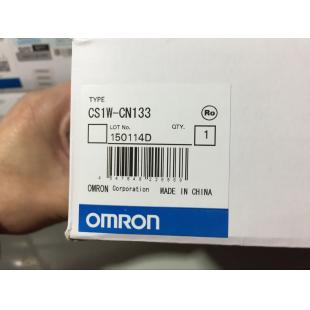 TYPE
CS1W-CN133
Ro
LOT No. QTY.
150114D 1
OMRON Corporation MADE IN CHINA
OMRON